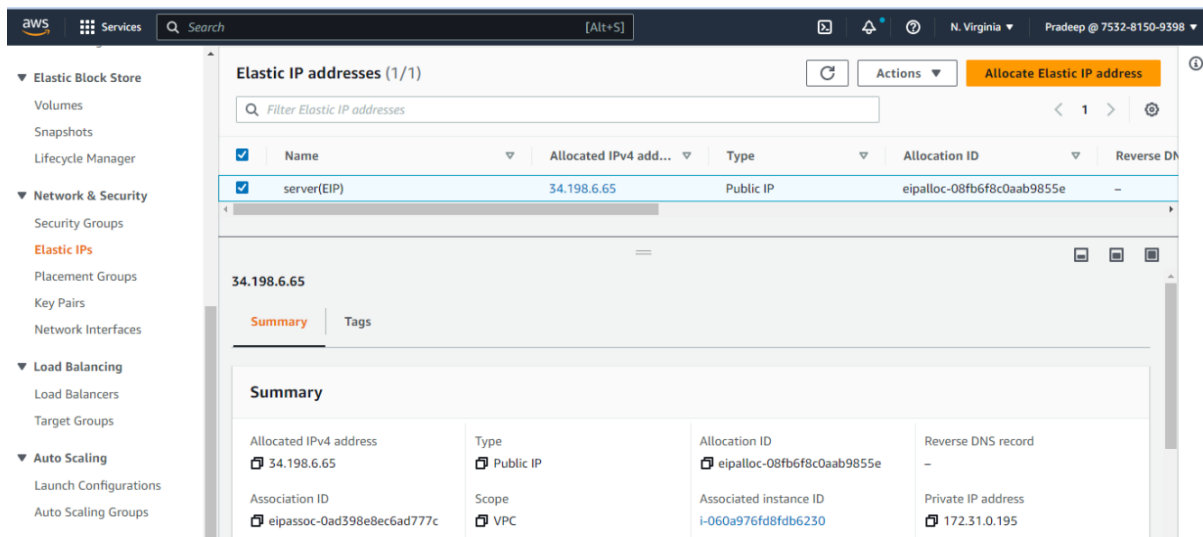 aws Services Search [Alt+S] N. Virginia ▼ Pradeep @ 7532-8150-9398 ▼
▼ Elastic Block Store
Volumes
Snapshots
Lifecycle Manager
▼ Network & Security
Security Groups
Elastic IPs
Placement Groups
Key Pairs
Network Interfaces
▼ Load Balancing
Load Balancers
Target Groups
▼ Auto Scaling
Launch Configurations
Auto Scaling Groups
Elastic IP addresses (1/1) Actions ▼ Allocate Elastic IP address
Filter Elastic IP addresses < 1 >
Name Allocated IPv4 add... Type Allocation ID Reverse DN
server(EIP) 34.198.6.65 Public IP eipalloc-08fb6f8c0aab9855e –
34.198.6.65
Summary Tags
Summary
Allocated IPv4 address Type Allocation ID Reverse DNS record
34.198.6.65 Public IP eipalloc-08fb6f8c0aab9855e –
Association ID Scope Associated instance ID Private IP address
eipassoc-0ad398e8ec6ad777c VPC i-060a976fd8fdb6230 172.31.0.195